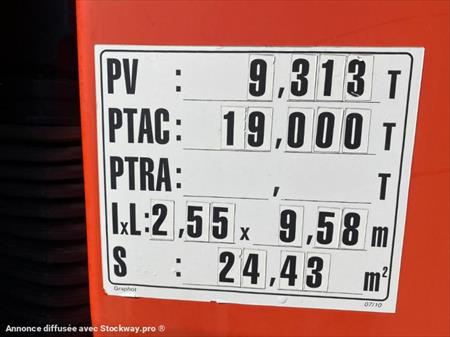 PV : 9,313 T
PTAC: 19,000 T
PTRA: , T
IxL:2,55 x 9,58 m
S : 24,43 m²
Graphot 07/10
Annonce diffusée avec Stockway.pro ®